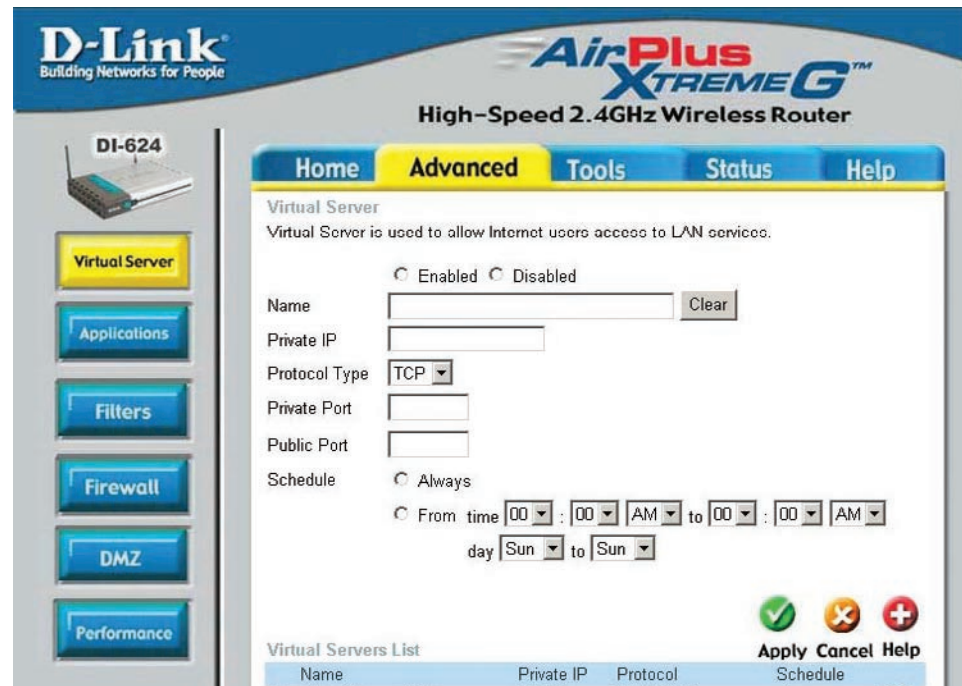 D-Link
Building Networks for People
AirPlus
XTREME G™
High-Speed 2.4GHz Wireless Router
DI-624
Home Advanced Tools Status Help
Virtual Server
Virtual Server is used to allow Internet users access to LAN services.
Virtual Server
Enabled Disabled
Name Clear
Applications
Private IP
Protocol Type TCP
Filters
Private Port
Public Port
Firewall
Schedule Always
From time 00 : 00 AM to 00 : 00 AM
day Sun to Sun
DMZ
Performance
Apply Cancel Help
Virtual Servers List
Name Private IP Protocol Schedule